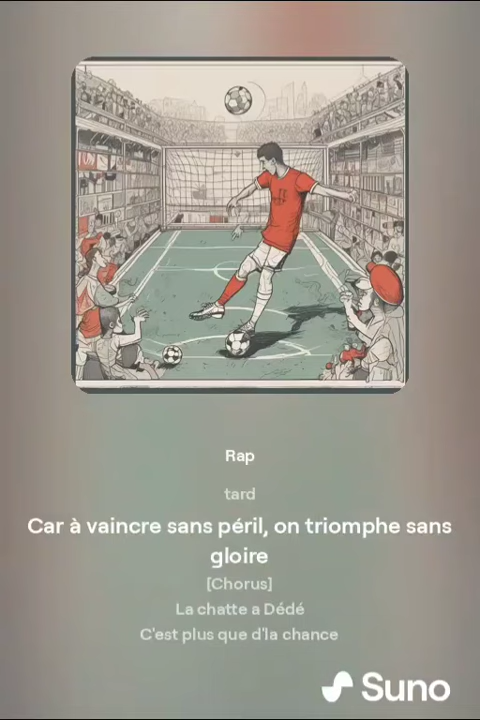 Rap
tard
Car à vaincre sans péril, on triomphe sans
gloire
[Chorus]
La chatte a Dédé
C'est plus que d'la chance
Suno